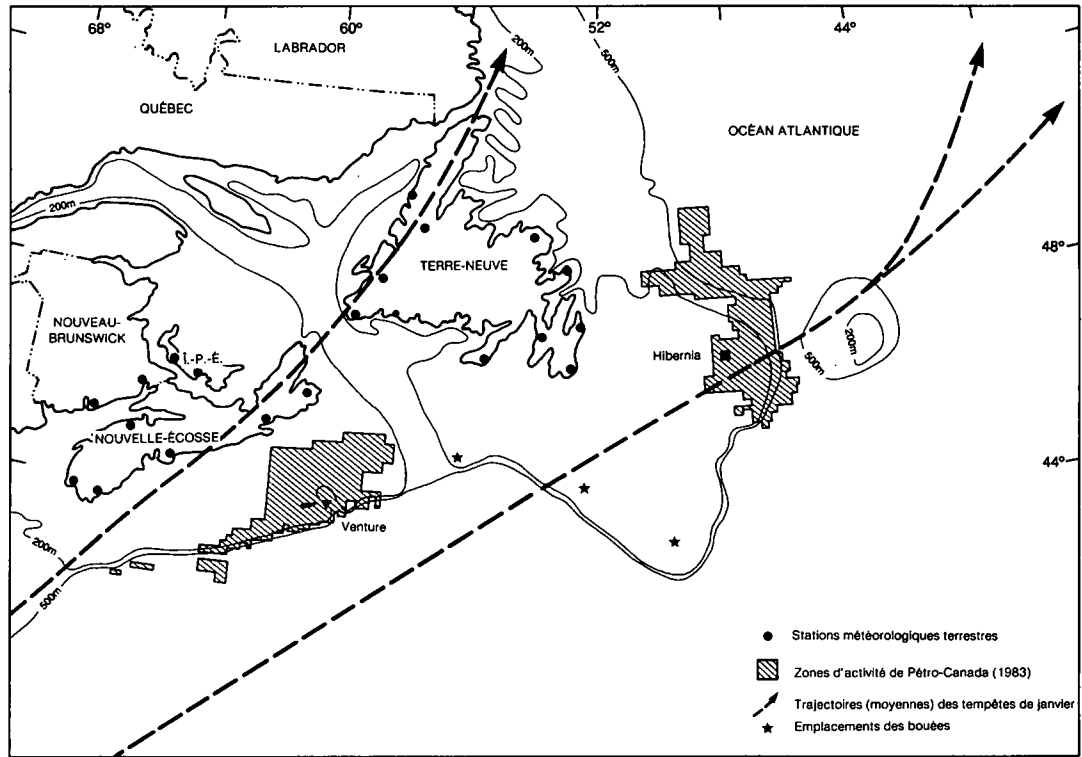 68° 60° 52° 44°
LABRADOR
200m
500m
QUÉBEC
OCÉAN ATLANTIQUE
200m
48°
TERRE-NEUVE
NOUVEAU-
BRUNSWICK
Î.-P.-É.
Hibernia
200m
500m
NOUVELLE-ÉCOSSE
44°
Venture
200m
500m
Stations météorologiques terrestres
Zones d'activité de Pétro-Canada (1983)
Trajectoires (moyennes) des tempêtes de janvier
Emplacements des bouées